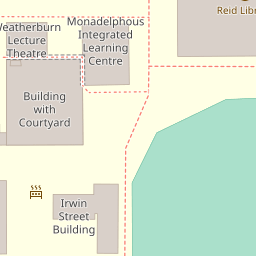 Reid Libr
Weatherburn
Lecture
Theatre
Monadelphous
Integrated
Learning
Centre
Building
with
Courtyard
Irwin
Street
Building